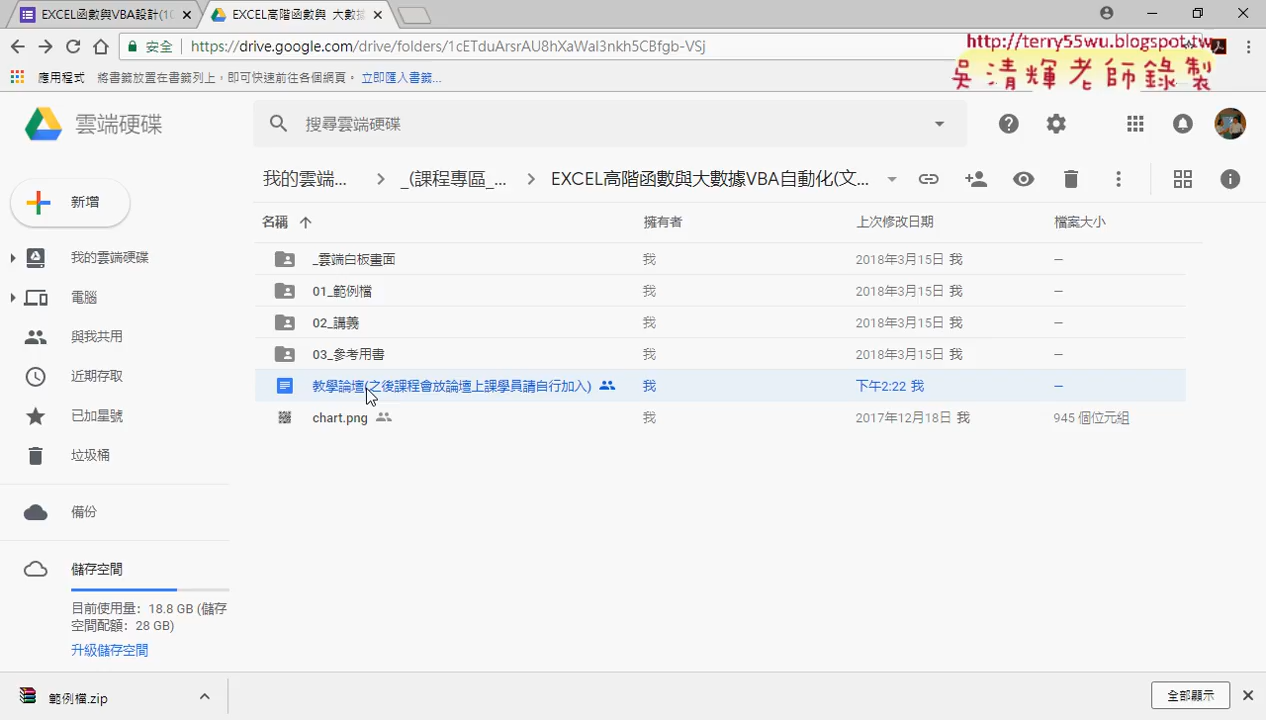 EXCEL函數與VBA設計(10
EXCEL高階函數與 大數據
安全
https://drive.google.com/drive/folders/1cETduArsrAU8hXaWaI3nkh5CBfgb-VSj
http://terry55wu.blogspot.tw
吳清輝老師錄製
應用程式
將書籤放置在書籤列上，即可快速前往各個網頁。
立即匯入書籤...
雲端硬碟
搜尋雲端硬碟
新增
我的雲端... > _(課程專區_... > EXCEL高階函數與大數據VBA自動化(文...
名稱 擁有者 上次修改日期 檔案大小
_雲端白板畫面 我 2018年3月15日 我 —
01_範例檔 我 2018年3月15日 我 —
02_講義 我 2018年3月15日 我 —
03_參考用書 我 2018年3月15日 我 —
教學論壇(之後課程會放論壇上課學員請自行加入) 我 下午2:22 我 —
chart.png 我 2017年12月18日 我 945 個位元組
我的雲端硬碟
電腦
與我共用
近期存取
已加星號
垃圾桶
備份
儲存空間
目前使用量：18.8 GB (儲存
空間配額：28 GB)
升級儲存空間
範例檔.zip
全部顯示